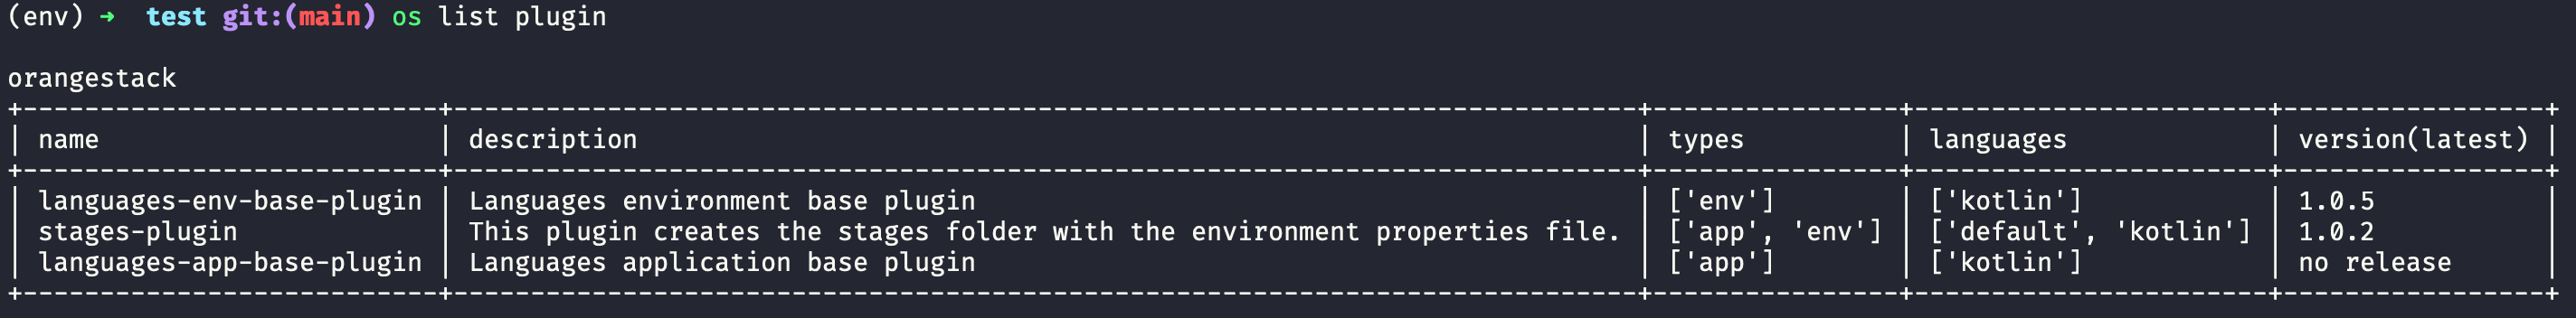 (env) ➜  test git:(main) os list plugin

orangestack
+---------------------------+----------------------------------------------------------------------------+----------------+-----------------------+-----------------+
| name                      | description                                                                | types          | languages             | version(latest) |
+---------------------------+----------------------------------------------------------------------------+----------------+-----------------------+-----------------+
| languages-env-base-plugin | Languages environment base plugin                                          | ['env']        | ['kotlin']            | 1.0.5           |
| stages-plugin             | This plugin creates the stages folder with the environment properties file. | ['app', 'env'] | ['default', 'kotlin'] | 1.0.2           |
| languages-app-base-plugin | Languages application base plugin                                          | ['app']        | ['kotlin']            | no release      |
+---------------------------+----------------------------------------------------------------------------+----------------+-----------------------+-----------------+